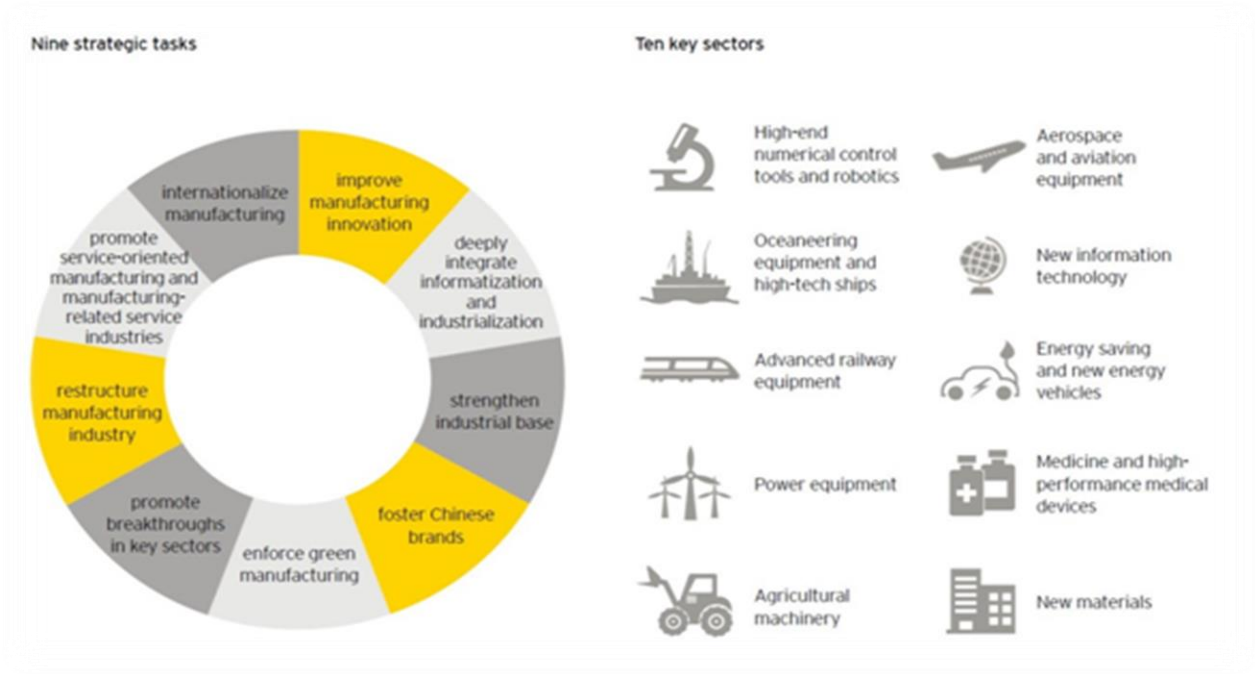 Nine strategic tasks
improve
manufacturing
innovation
deeply
integrate
informatization
and
industrialization
strengthen
industrial base
foster Chinese
brands
enforce green
manufacturing
promote
breakthroughs
in key sectors
restructure
manufacturing
industry
promote
service-oriented
manufacturing and
manufacturing-
related service
industries
internationalize
manufacturing
Ten key sectors
High-end
numerical control
tools and robotics
Aerospace
and aviation
equipment
Oceaneering
equipment and
high-tech ships
New information
technology
Advanced railway
equipment
Energy saving
and new energy
vehicles
Power equipment
Medicine and high-
performance medical
devices
Agricultural
machinery
New materials